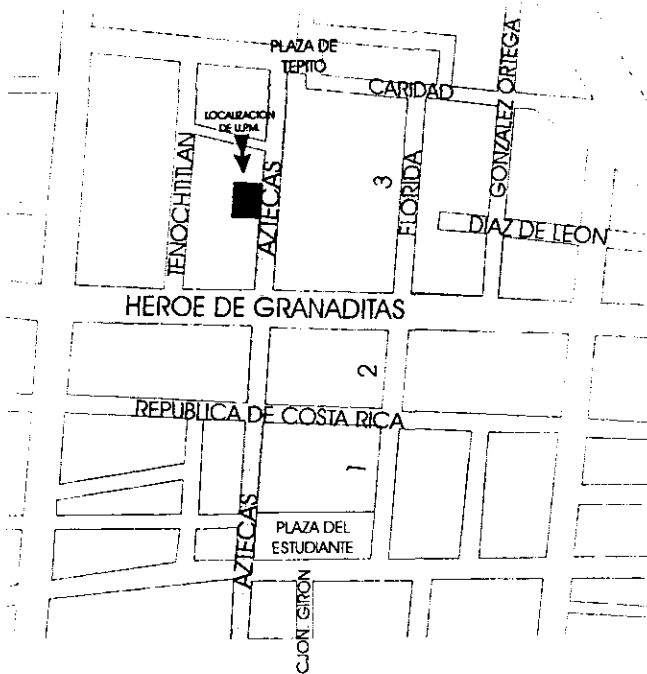 PLAZA DE
TEPITO
CARIDAD
GONZALEZ ORTEGA
LOCALIZACION
DE U.P.M.
TENOCHTITLAN
AZTECAS
3
FLORIDA
DIAZ DE LEON
HEROE DE GRANADITAS
2
REPUBLICA DE COSTA RICA
1
AZTECAS
PLAZA DEL
ESTUDIANTE
CJON. GIRON